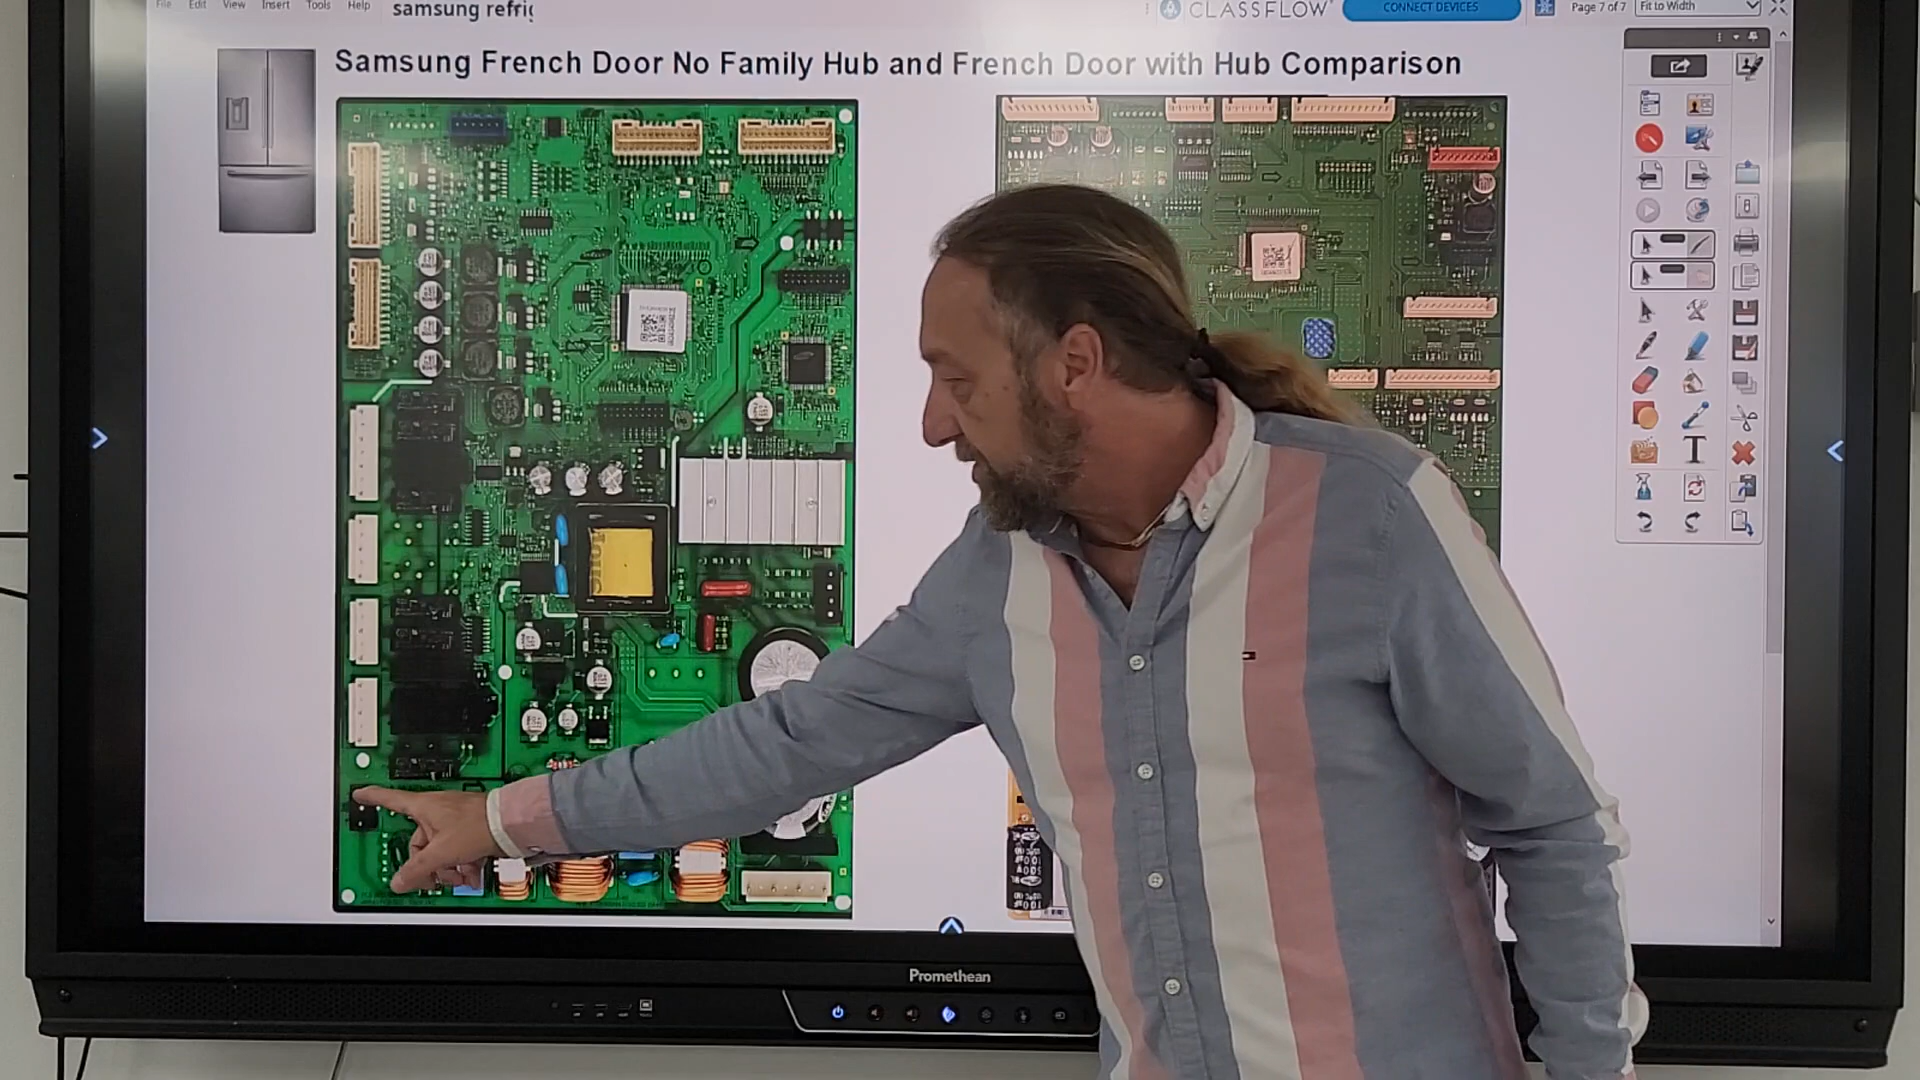 File Edit View Insert Tools Help samsung refrig
CLASSFLOW
CONNECT DEVICES
Page 7 of 7
Fit to Width
Samsung French Door No Family Hub and French Door with Hub Comparison
T
Promethean